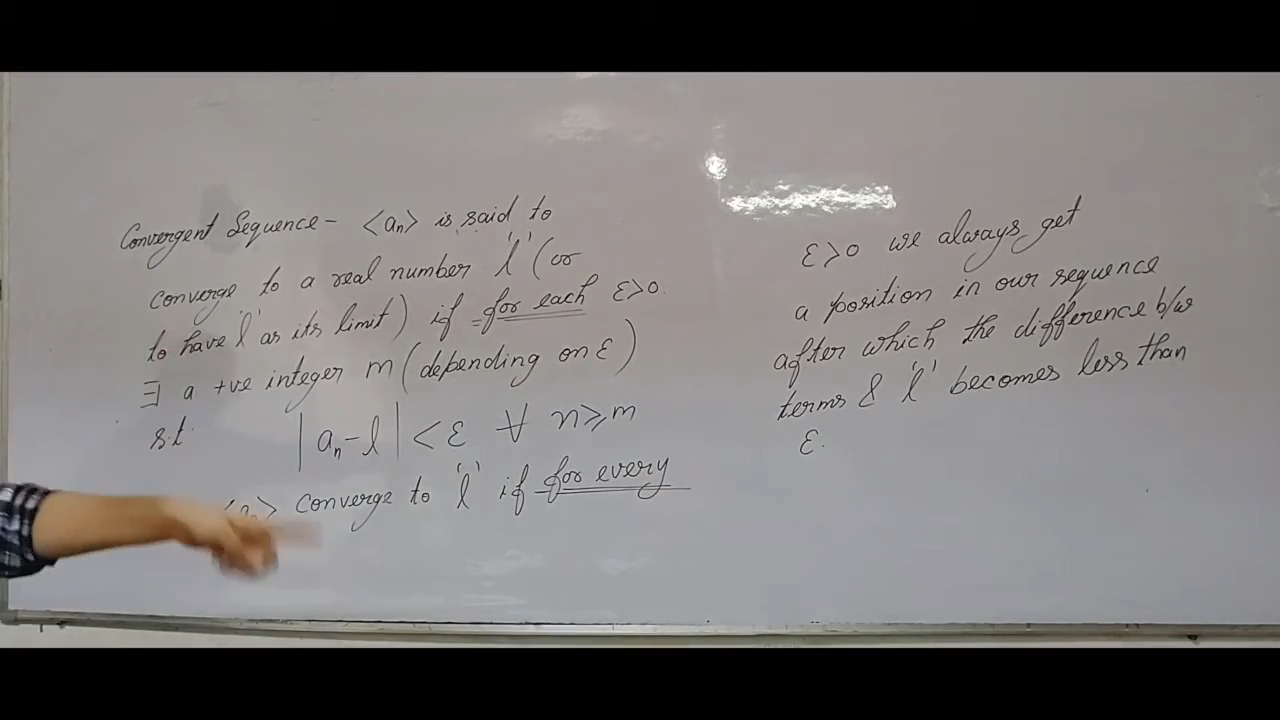 Convergent Sequence - <an> is said to
converge to a real number 'l' (or
to have 'l' as its limit) if for each ε>0
∃ a +ve integer m (depending on ε)
s.t. |an - l| < ε ∀ n≥m
<an> converge to 'l' if for every
ε>0 we always get
a position in our sequence
after which the difference b/w
terms & 'l' becomes less than
ε.